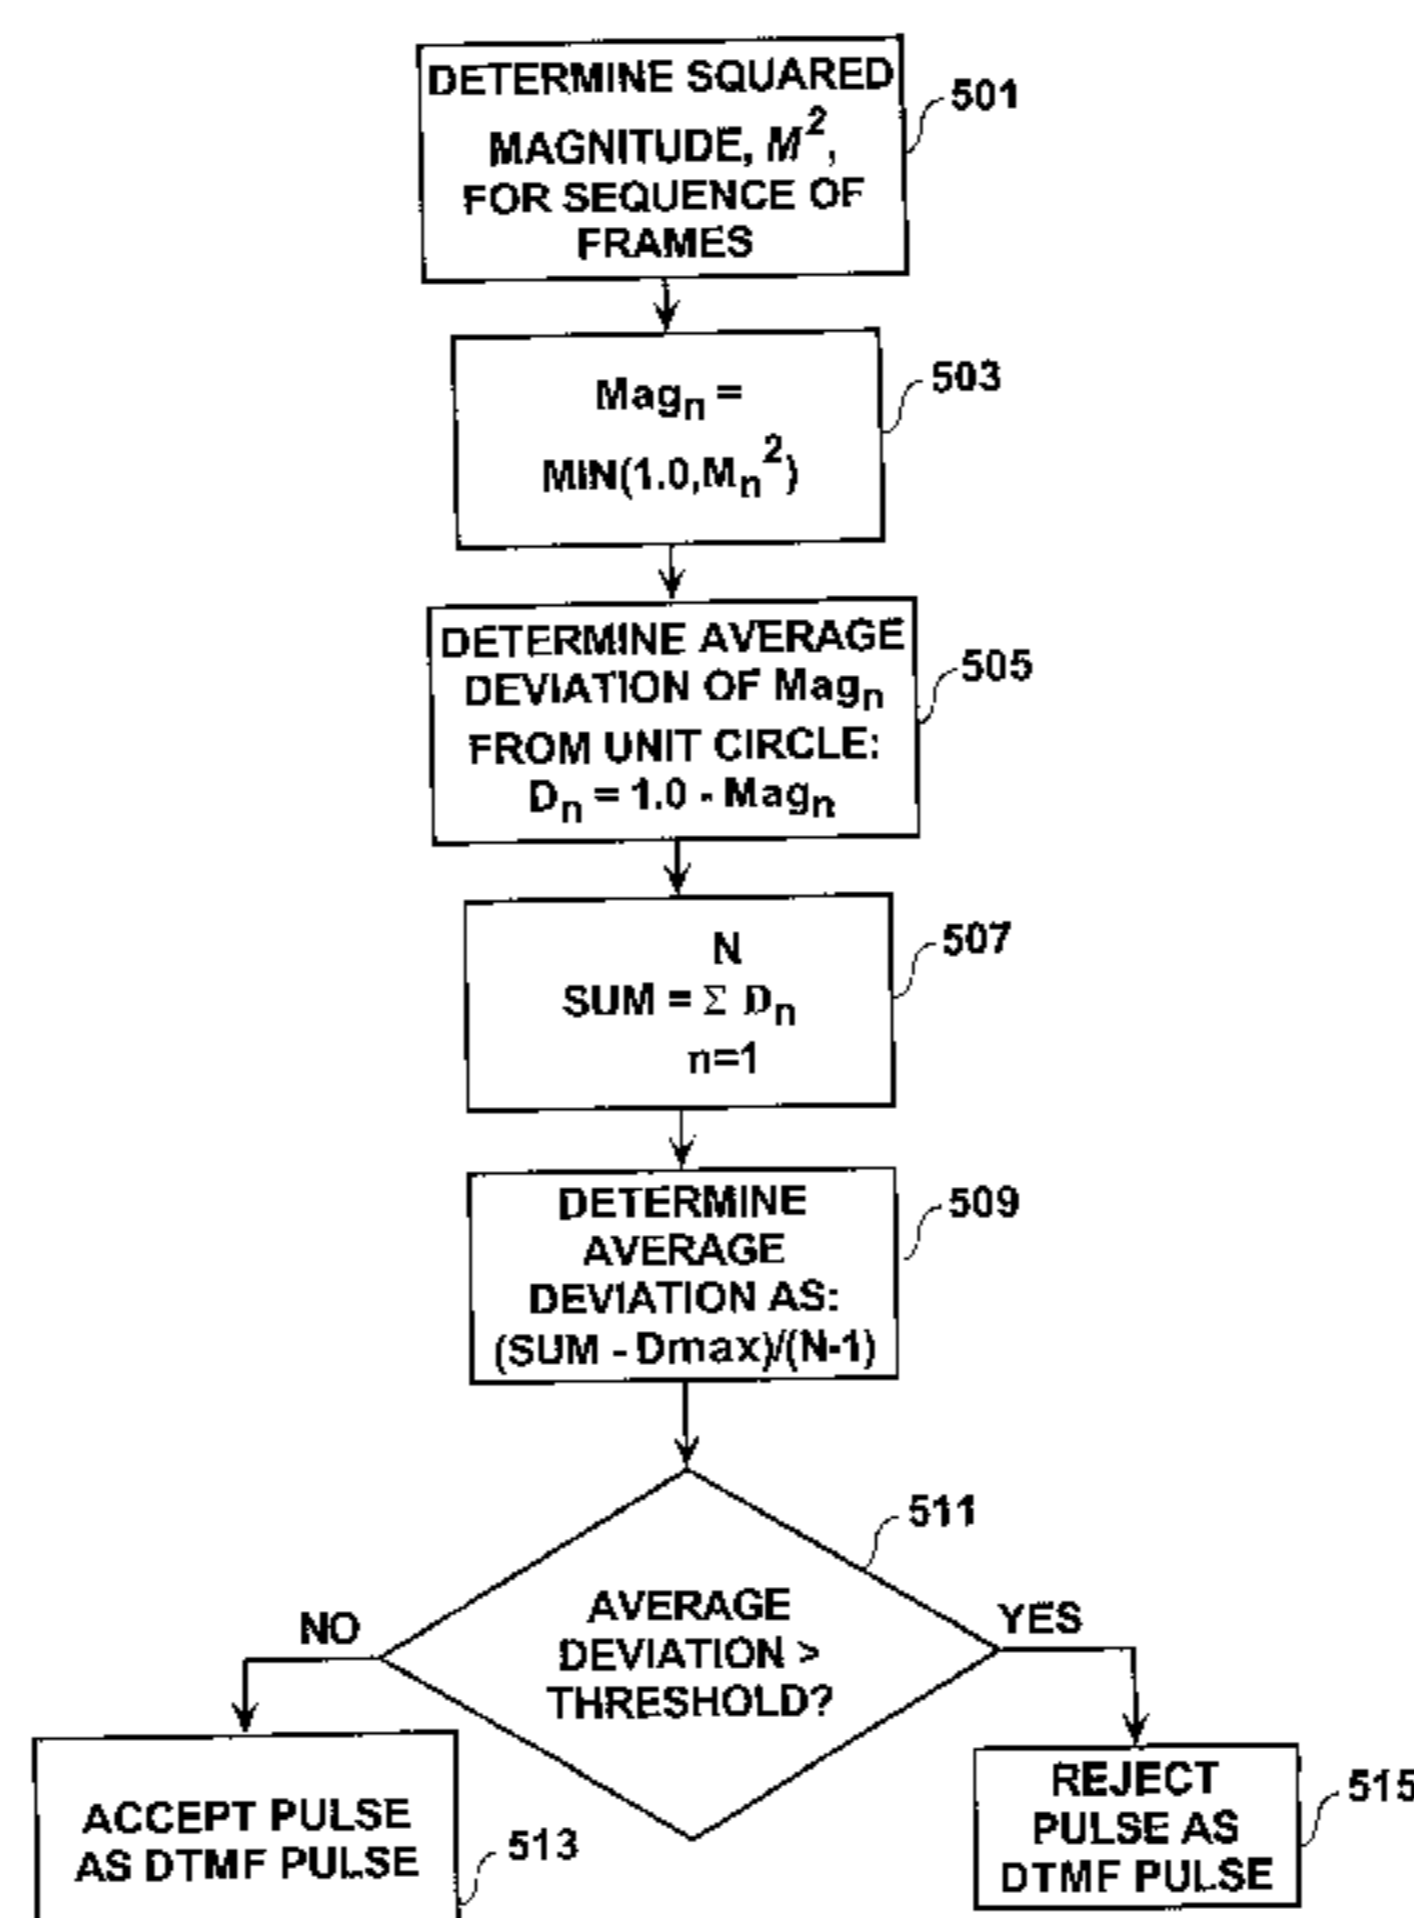 DETERMINE SQUARED
MAGNITUDE, M²,
FOR SEQUENCE OF
FRAMES
501
Magₙ =
MIN(1.0,Mₙ²)
503
DETERMINE AVERAGE
DEVIATION OF Magₙ
FROM UNIT CIRCLE:
Dₙ = 1.0 - Magₙ
505
N
SUM = Σ Dₙ
n=1
507
DETERMINE
AVERAGE
DEVIATION AS:
(SUM - Dmax)/(N-1)
509
AVERAGE
DEVIATION >
THRESHOLD?
511
NO
YES
ACCEPT PULSE
AS DTMF PULSE
513
REJECT
PULSE AS
DTMF PULSE
515